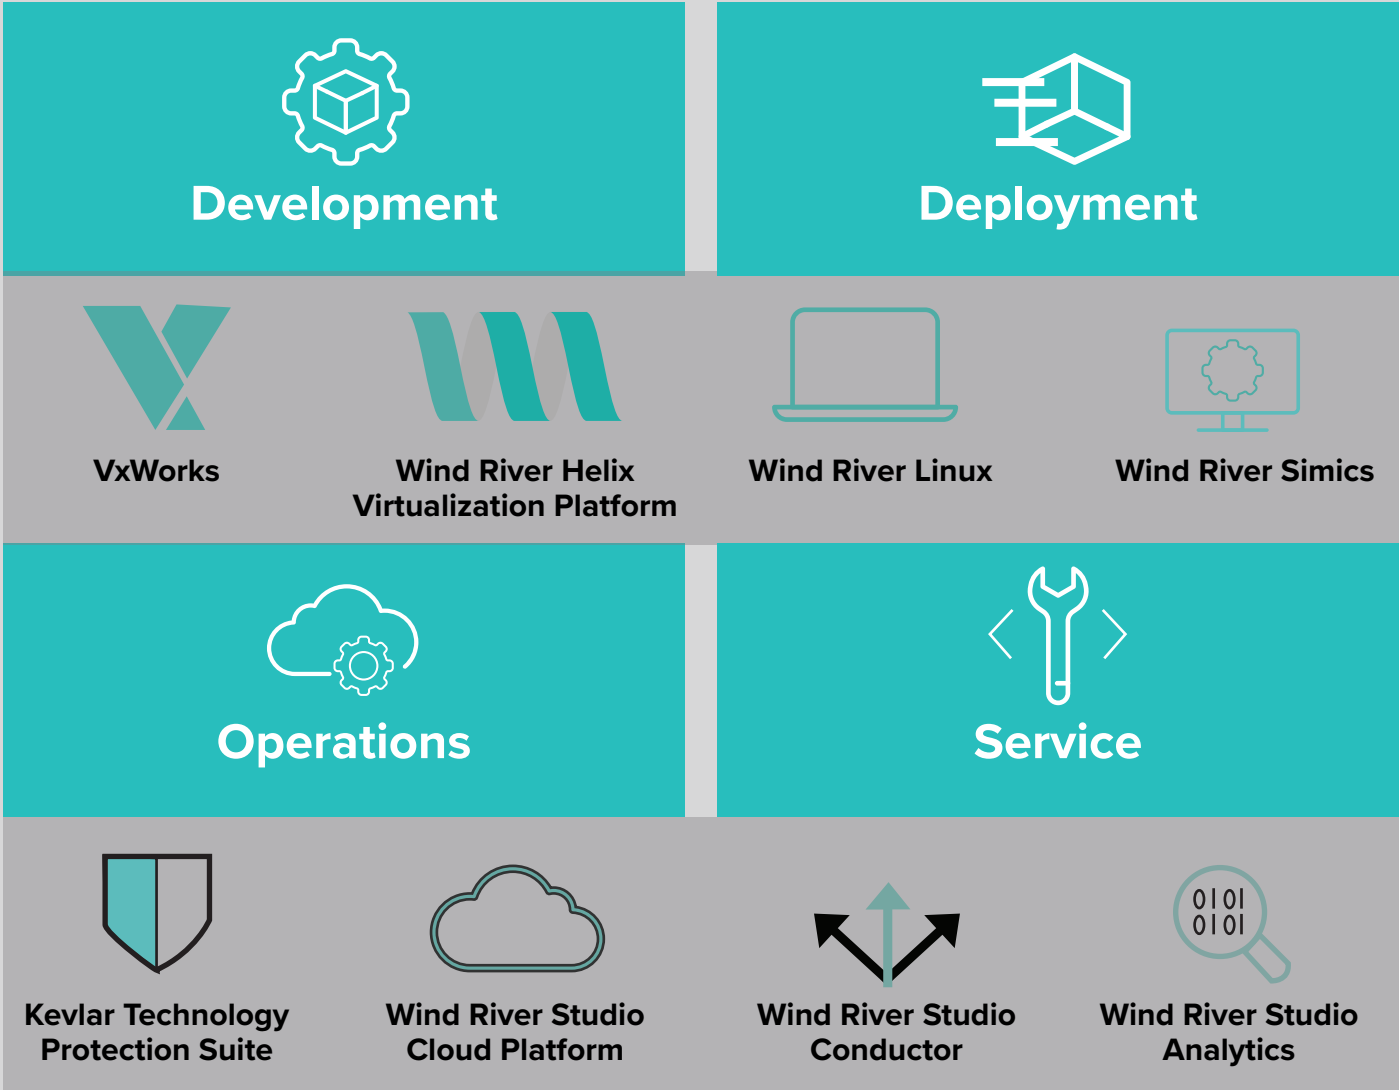 Development
Deployment
VxWorks
Wind River Helix
Virtualization Platform
Wind River Linux
Wind River Simics
Operations
Service
0101
0101
Kevlar Technology
Protection Suite
Wind River Studio
Cloud Platform
Wind River Studio
Conductor
Wind River Studio
Analytics